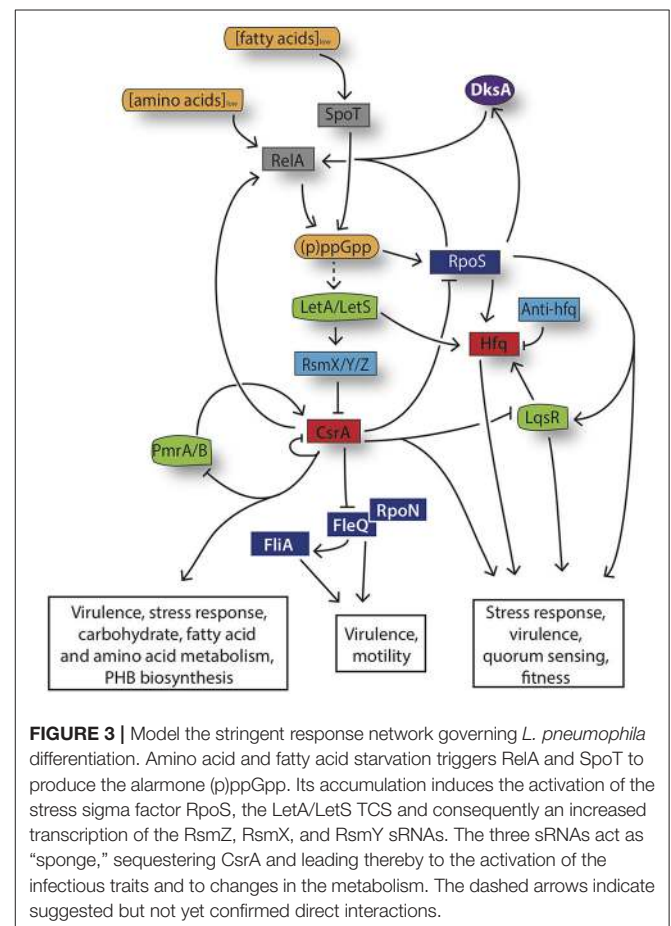 [fatty acids]low
[amino acids]low
SpoT
DksA
RelA
(p)ppGpp
RpoS
LetA/LetS
Anti-hfq
Hfq
RsmX/Y/Z
LqsR
CsrA
PmrA/B
RpoN
FleQ
FliA
Virulence, stress response,
carbohydrate, fatty acid
and amino acid metabolism,
PHB biosynthesis
Virulence,
motility
Stress response,
virulence,
quorum sensing,
fitness
FIGURE 3 | Model the stringent response network governing L. pneumophila
differentiation. Amino acid and fatty acid starvation triggers RelA and SpoT to
produce the alarmone (p)ppGpp. Its accumulation induces the activation of the
stress sigma factor RpoS, the LetA/LetS TCS and consequently an increased
transcription of the RsmZ, RsmX, and RsmY sRNAs. The three sRNAs act as
“sponge,” sequestering CsrA and leading thereby to the activation of the
infectious traits and to changes in the metabolism. The dashed arrows indicate
suggested but not yet confirmed direct interactions.